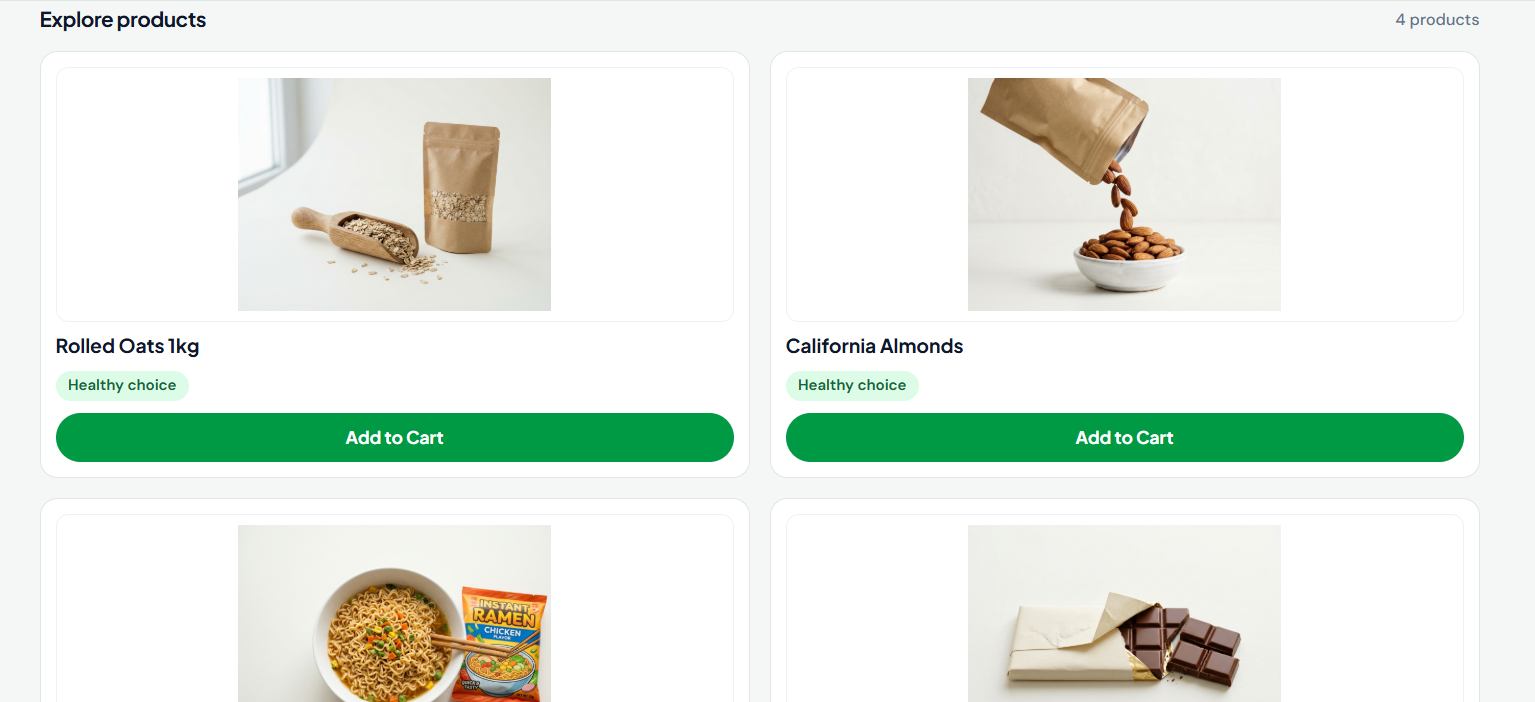 Explore products
4 products
Rolled Oats 1kg
California Almonds
Healthy choice
Healthy choice
Add to Cart
Add to Cart
INSTANT
RAMEN
CHICKEN
FLAVOR